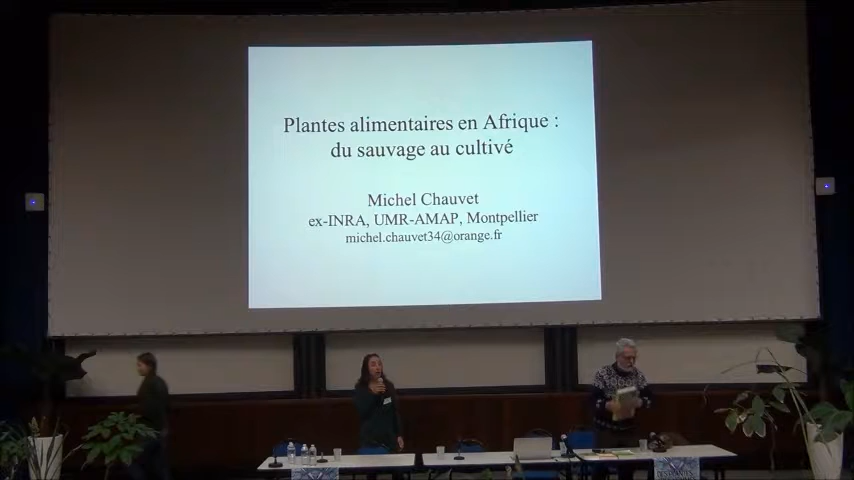 Plantes alimentaires en Afrique :
du sauvage au cultivé
Michel Chauvet
ex-INRA, UMR-AMAP, Montpellier
michel.chauvet34@orange.fr